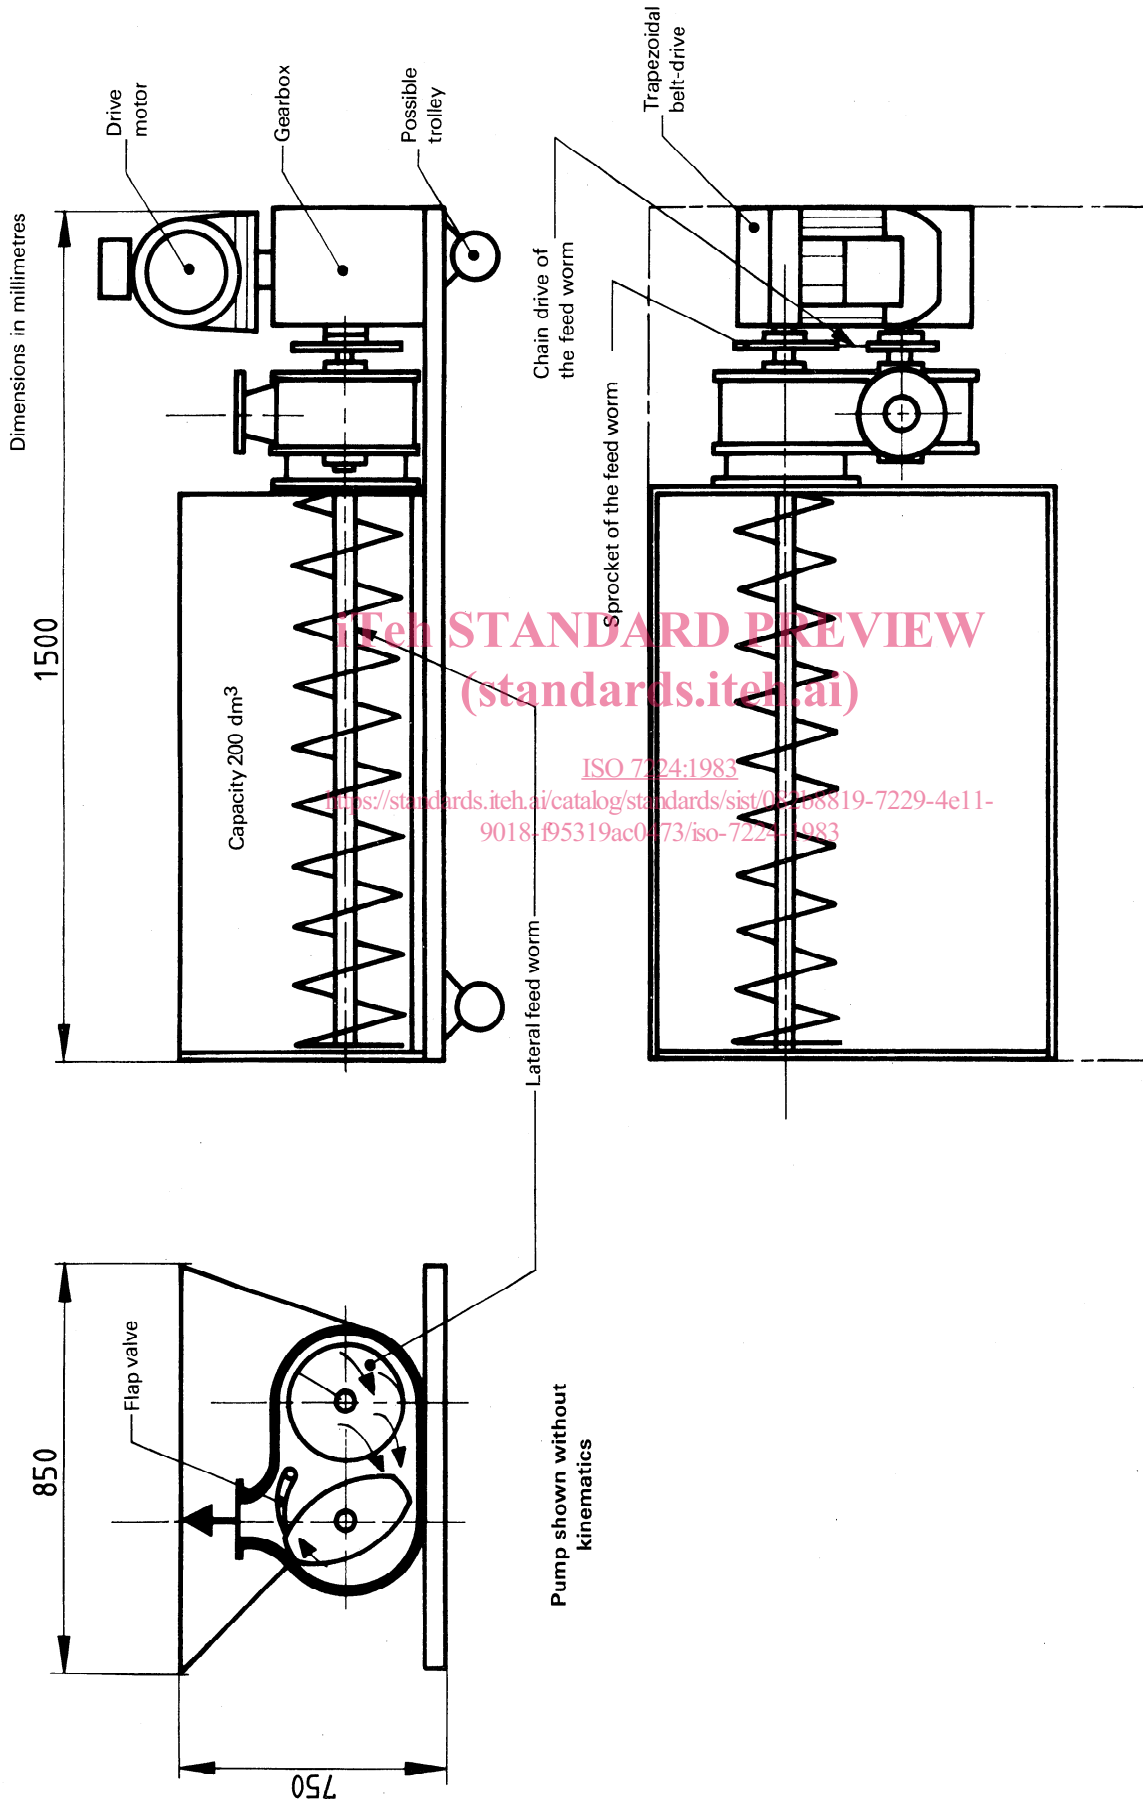 Dimensions in millimetres
1500
Drive
motor
Gearbox
Possible
trolley
Capacity 200 dm³
Chain drive of
the feed worm
Sprocket of the feed worm
Trapezoidal
belt-drive
Lateral feed worm
850
Flap valve
750
Pump shown without
kinematics
iTeh STANDARD PREVIEW
(standards.iteh.ai)
ISO 7224:1983
https://standards.iteh.ai/catalog/standards/sist/082b8819-7229-4e11-
9018-f95319ac0473/iso-7224-1983